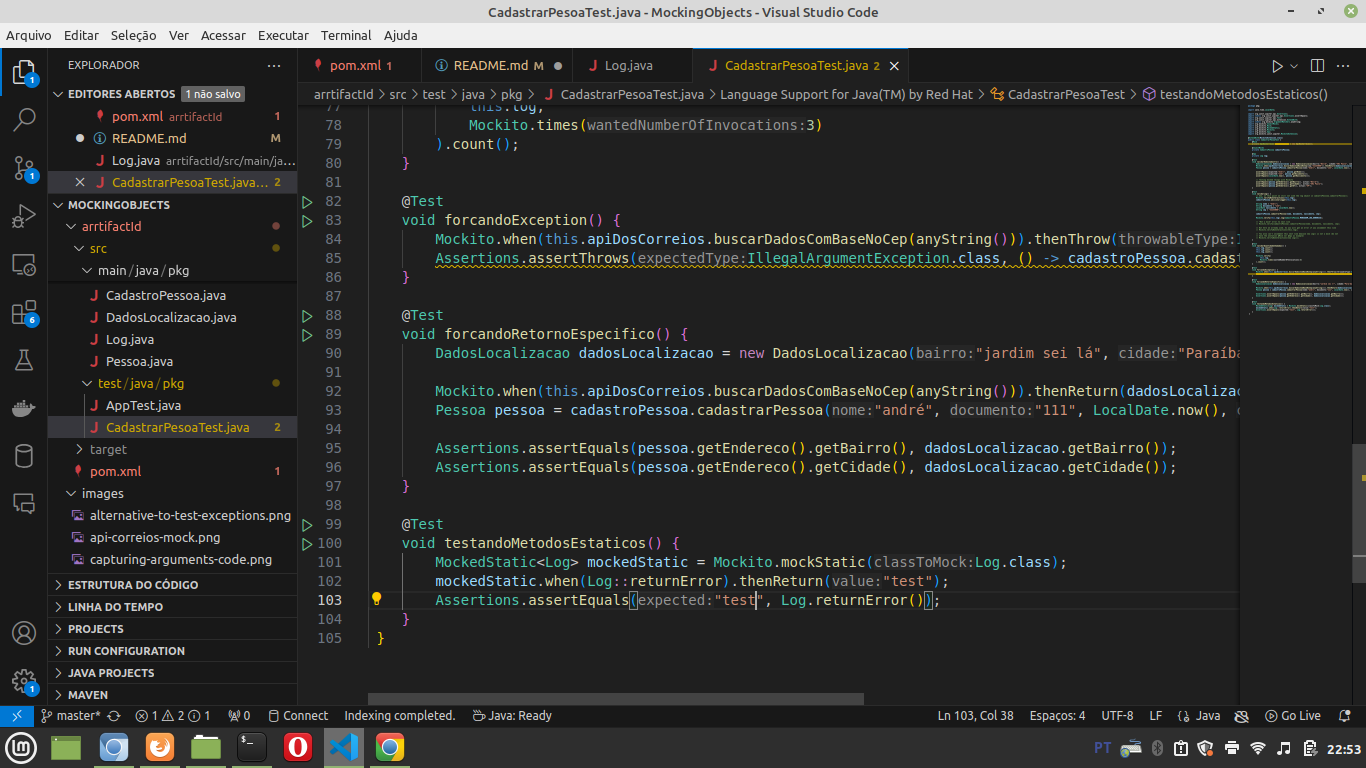 CadastrarPesoaTest.java - MockingObjects - Visual Studio Code
Arquivo Editar Seleção Ver Acessar Executar Terminal Ajuda
EXPLORADOR
EDITORES ABERTOS 1 não salvo
pom.xml arrtifactId 1
README.md M
Log.java arrtifactId/src/main/ja...
CadastrarPesoaTest.java... 2
MOCKINGOBJECTS
arrtifactId
src
main / java / pkg
CadastroPessoa.java
DadosLocalizacao.java
Log.java
Pessoa.java
test / java / pkg
AppTest.java
CadastrarPesoaTest.java 2
target
pom.xml 1
images
alternative-to-test-exceptions.png
api-correios-mock.png
capturing-arguments-code.png
ESTRUTURA DO CÓDIGO
LINHA DO TEMPO
PROJECTS
RUN CONFIGURATION
JAVA PROJECTS
MAVEN
1
1
6
1
pom.xml 1 README.md M Log.java CadastrarPesoaTest.java 2
arrtifactId > src > test > java > pkg > CadastrarPesoaTest.java > Language Support for Java(TM) by Red Hat > CadastrarPesoaTest > testandoMetodosEstaticos()
77 this.log,
78 Mockito.times(wantedNumberOfInvocations:3)
79 ).count();
80 }
81
82 @Test
83 void forcandoException() {
84 Mockito.when(this.apiDosCorreios.buscarDadosComBaseNoCep(anyString())).thenThrow(throwableType:I
85 Assertions.assertThrows(expectedType:IllegalArgumentException.class, () -> cadastroPessoa.cadast
86 }
87
88 @Test
89 void forcandoRetornoEspecifico() {
90 DadosLocalizacao dadosLocalizacao = new DadosLocalizacao(bairro:"jardim sei lá", cidade:"Paraíba
91
92 Mockito.when(this.apiDosCorreios.buscarDadosComBaseNoCep(anyString())).thenReturn(dadosLocalizac
93 Pessoa pessoa = cadastroPessoa.cadastrarPessoa(nome:"andré", documento:"111", LocalDate.now(), c
94
95 Assertions.assertEquals(pessoa.getEndereco().getBairro(), dadosLocalizacao.getBairro());
96 Assertions.assertEquals(pessoa.getEndereco().getCidade(), dadosLocalizacao.getCidade());
97 }
98
99 @Test
100 void testandoMetodosEstaticos() {
101 MockedStatic<Log> mockedStatic = Mockito.mockStatic(classToMock:Log.class);
102 mockedStatic.when(Log::returnError).thenReturn(value:"test");
103 Assertions.assertEquals(expected:"test", Log.returnError());
104 }
105 }
master* 1 2 1 0 Connect Indexing completed. Java: Ready Ln 103, Col 38 Espaços: 4 UTF-8 LF Java Go Live
PT 22:53